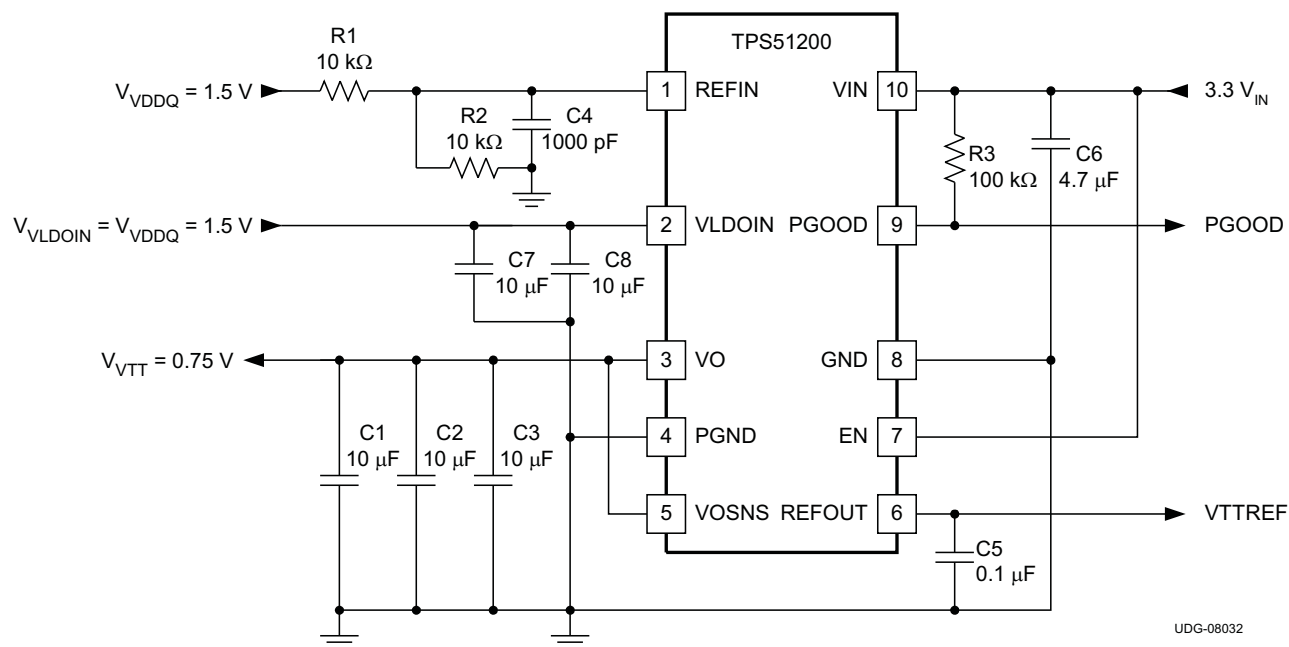 TPS51200
R1
10 kΩ
V_VDDQ = 1.5 V
1 REFIN
VIN 10
3.3 V_IN
R2
10 kΩ
C4
1000 pF
R3
100 kΩ
C6
4.7 μF
V_VLDOIN = V_VDDQ = 1.5 V
2 VLDOIN
PGOOD 9
PGOOD
C7
10 μF
C8
10 μF
V_VTT = 0.75 V
3 VO
GND 8
C1
10 μF
C2
10 μF
C3
10 μF
4 PGND
EN 7
5 VOSNS
REFOUT 6
VTTREF
C5
0.1 μF
UDG-08032